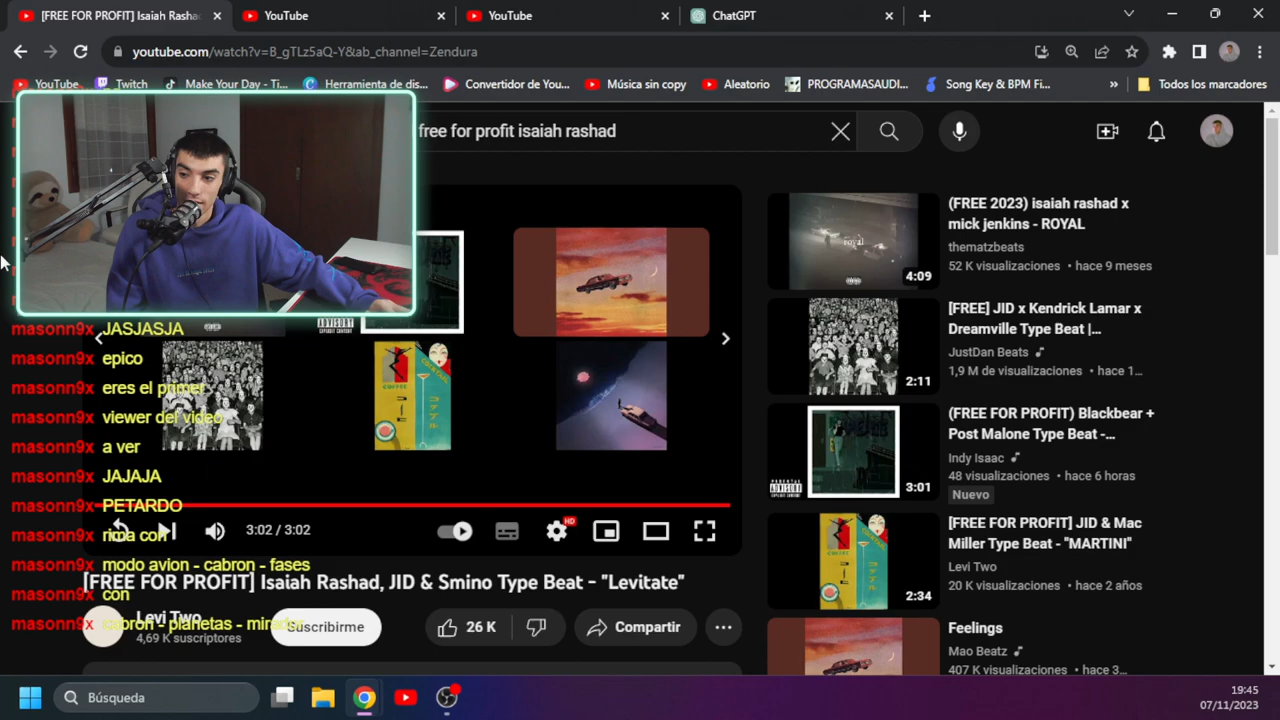 [FREE FOR PROFIT] Isaiah Rasha
YouTube
YouTube
ChatGPT
youtube.com/watch?v=B_gTLz5aQ-Y&ab_channel=Zendura
YouTube
Twitch
Make Your Day - Ti...
Herramienta de dis...
Convertidor de You...
Música sin copy
Aleatorio
PROGRAMASAUDI...
Song Key & BPM Fi...
»
Todos los marcadores
free for profit isaiah rashad
masonn9x JASJASJA
masonn9x epico
masonn9x eres el primer
masonn9x viewer del video
masonn9x a ver
masonn9x JAJAJA
masonn9x PETARDO
masonn9x rima con
masonn9x modo avion - cabron - fases
masonn9x con
masonn9x cabron - planetas - mirador
3:02 / 3:02
HD
[FREE FOR PROFIT] Isaiah Rashad, JID & Smino Type Beat - "Levitate"
Levi Two
4,69 K suscriptores
Suscribirme
26 K
Compartir
royal
4:09
(FREE 2023) isaiah rashad x
mick jenkins - ROYAL
thematzbeats
52 K visualizaciones • hace 9 meses
2:11
[FREE] JID x Kendrick Lamar x
Dreamville Type Beat |...
JustDan Beats
1,9 M de visualizaciones • hace 1...
3:01
(FREE FOR PROFIT) Blackbear +
Post Malone Type Beat -...
Indy Isaac
48 visualizaciones • hace 6 horas
Nuevo
2:34
[FREE FOR PROFIT] JID & Mac
Miller Type Beat - "MARTINI"
Levi Two
20 K visualizaciones • hace 2 años
Feelings
Mao Beatz
407 K visualizaciones • hace 3...
Búsqueda
19:45
07/11/2023